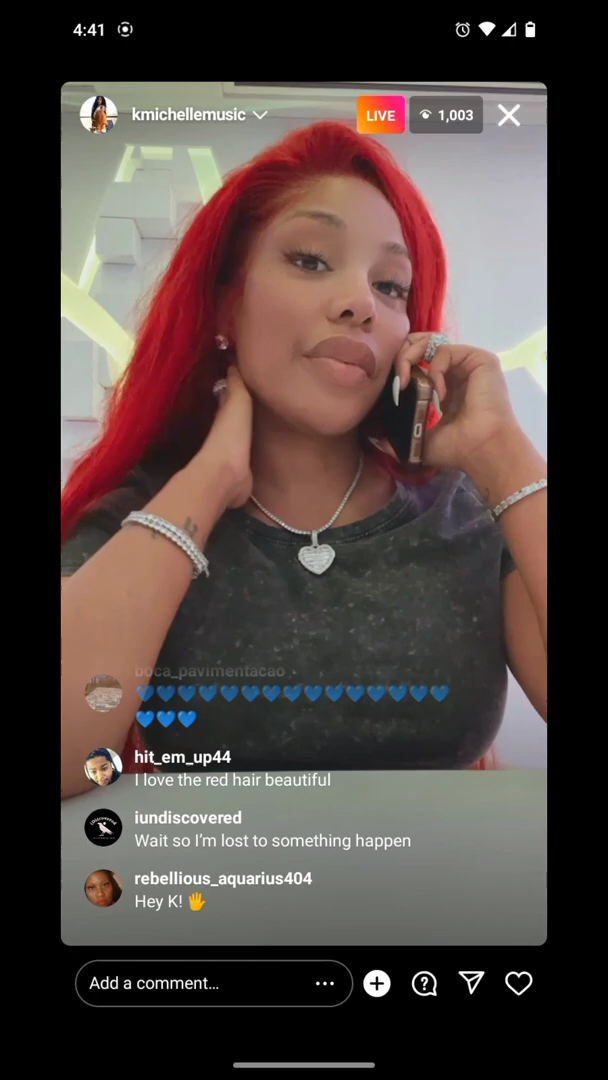 4:41
kmichellemusic
LIVE
1,003
boca_pavimentacao
💙💙💙💙💙💙💙💙💙💙💙💙💙💙💙
💙💙💙
hit_em_up44
I love the red hair beautiful
iundiscovered
Wait so I’m lost to something happen
rebellious_aquarius404
Hey K! 🖐
Add a comment…